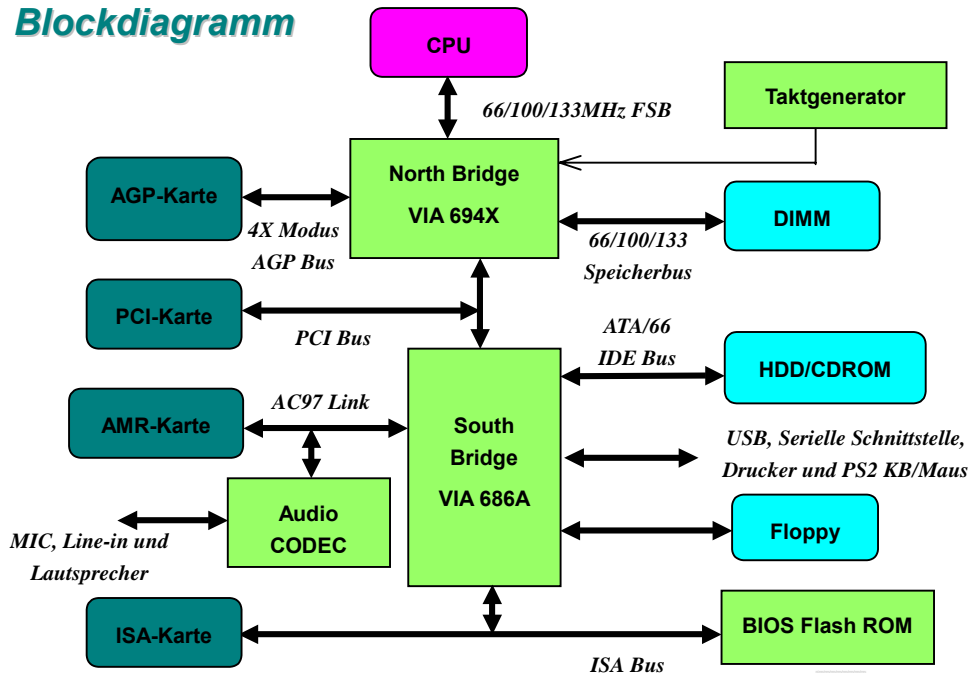 Blockdiagramm
CPU
66/100/133MHz FSB
Taktgenerator
North Bridge
VIA 694X
AGP-Karte
4X Modus
AGP Bus
DIMM
66/100/133
Speicherbus
PCI-Karte
PCI Bus
ATA/66
IDE Bus
HDD/CDROM
AMR-Karte
AC97 Link
South
Bridge
VIA 686A
USB, Serielle Schnittstelle,
Drucker und PS2 KB/Maus
Audio
CODEC
MIC, Line-in und
Lautsprecher
Floppy
ISA-Karte
ISA Bus
BIOS Flash ROM